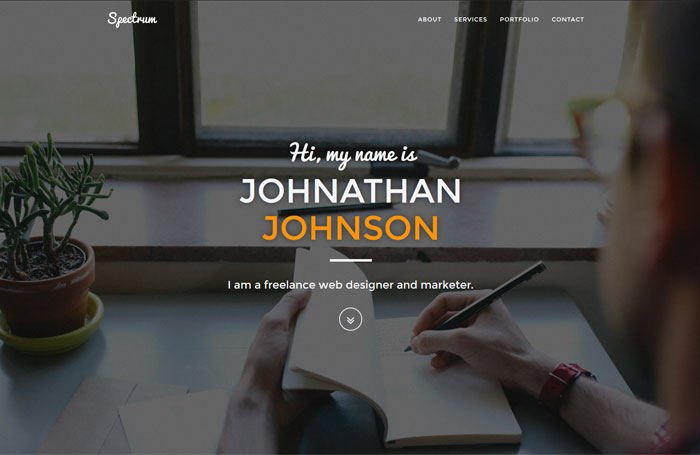 Spectrum
ABOUT SERVICES PORTFOLIO CONTACT
Hi, my name is
JOHNATHAN
JOHNSON
I am a freelance web designer and marketer.